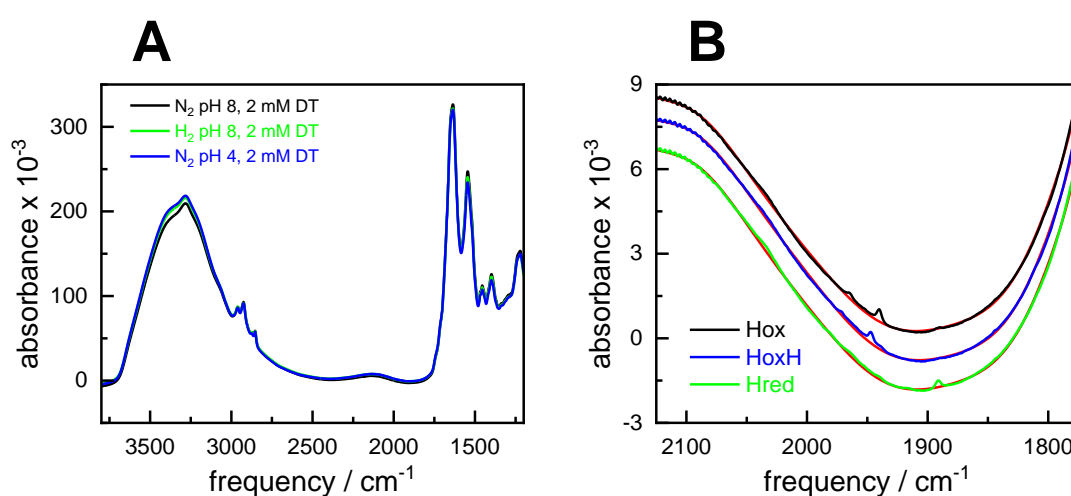 A
absorbance x 10⁻³
300
200
100
0
N₂ pH 8, 2 mM DT
H₂ pH 8, 2 mM DT
N₂ pH 4, 2 mM DT
3500 3000 2500 2000 1500
frequency / cm⁻¹
B
absorbance x 10⁻³
9
6
3
0
-3
Hox
HoxH
Hred
2100 2000 1900 1800
frequency / cm⁻¹